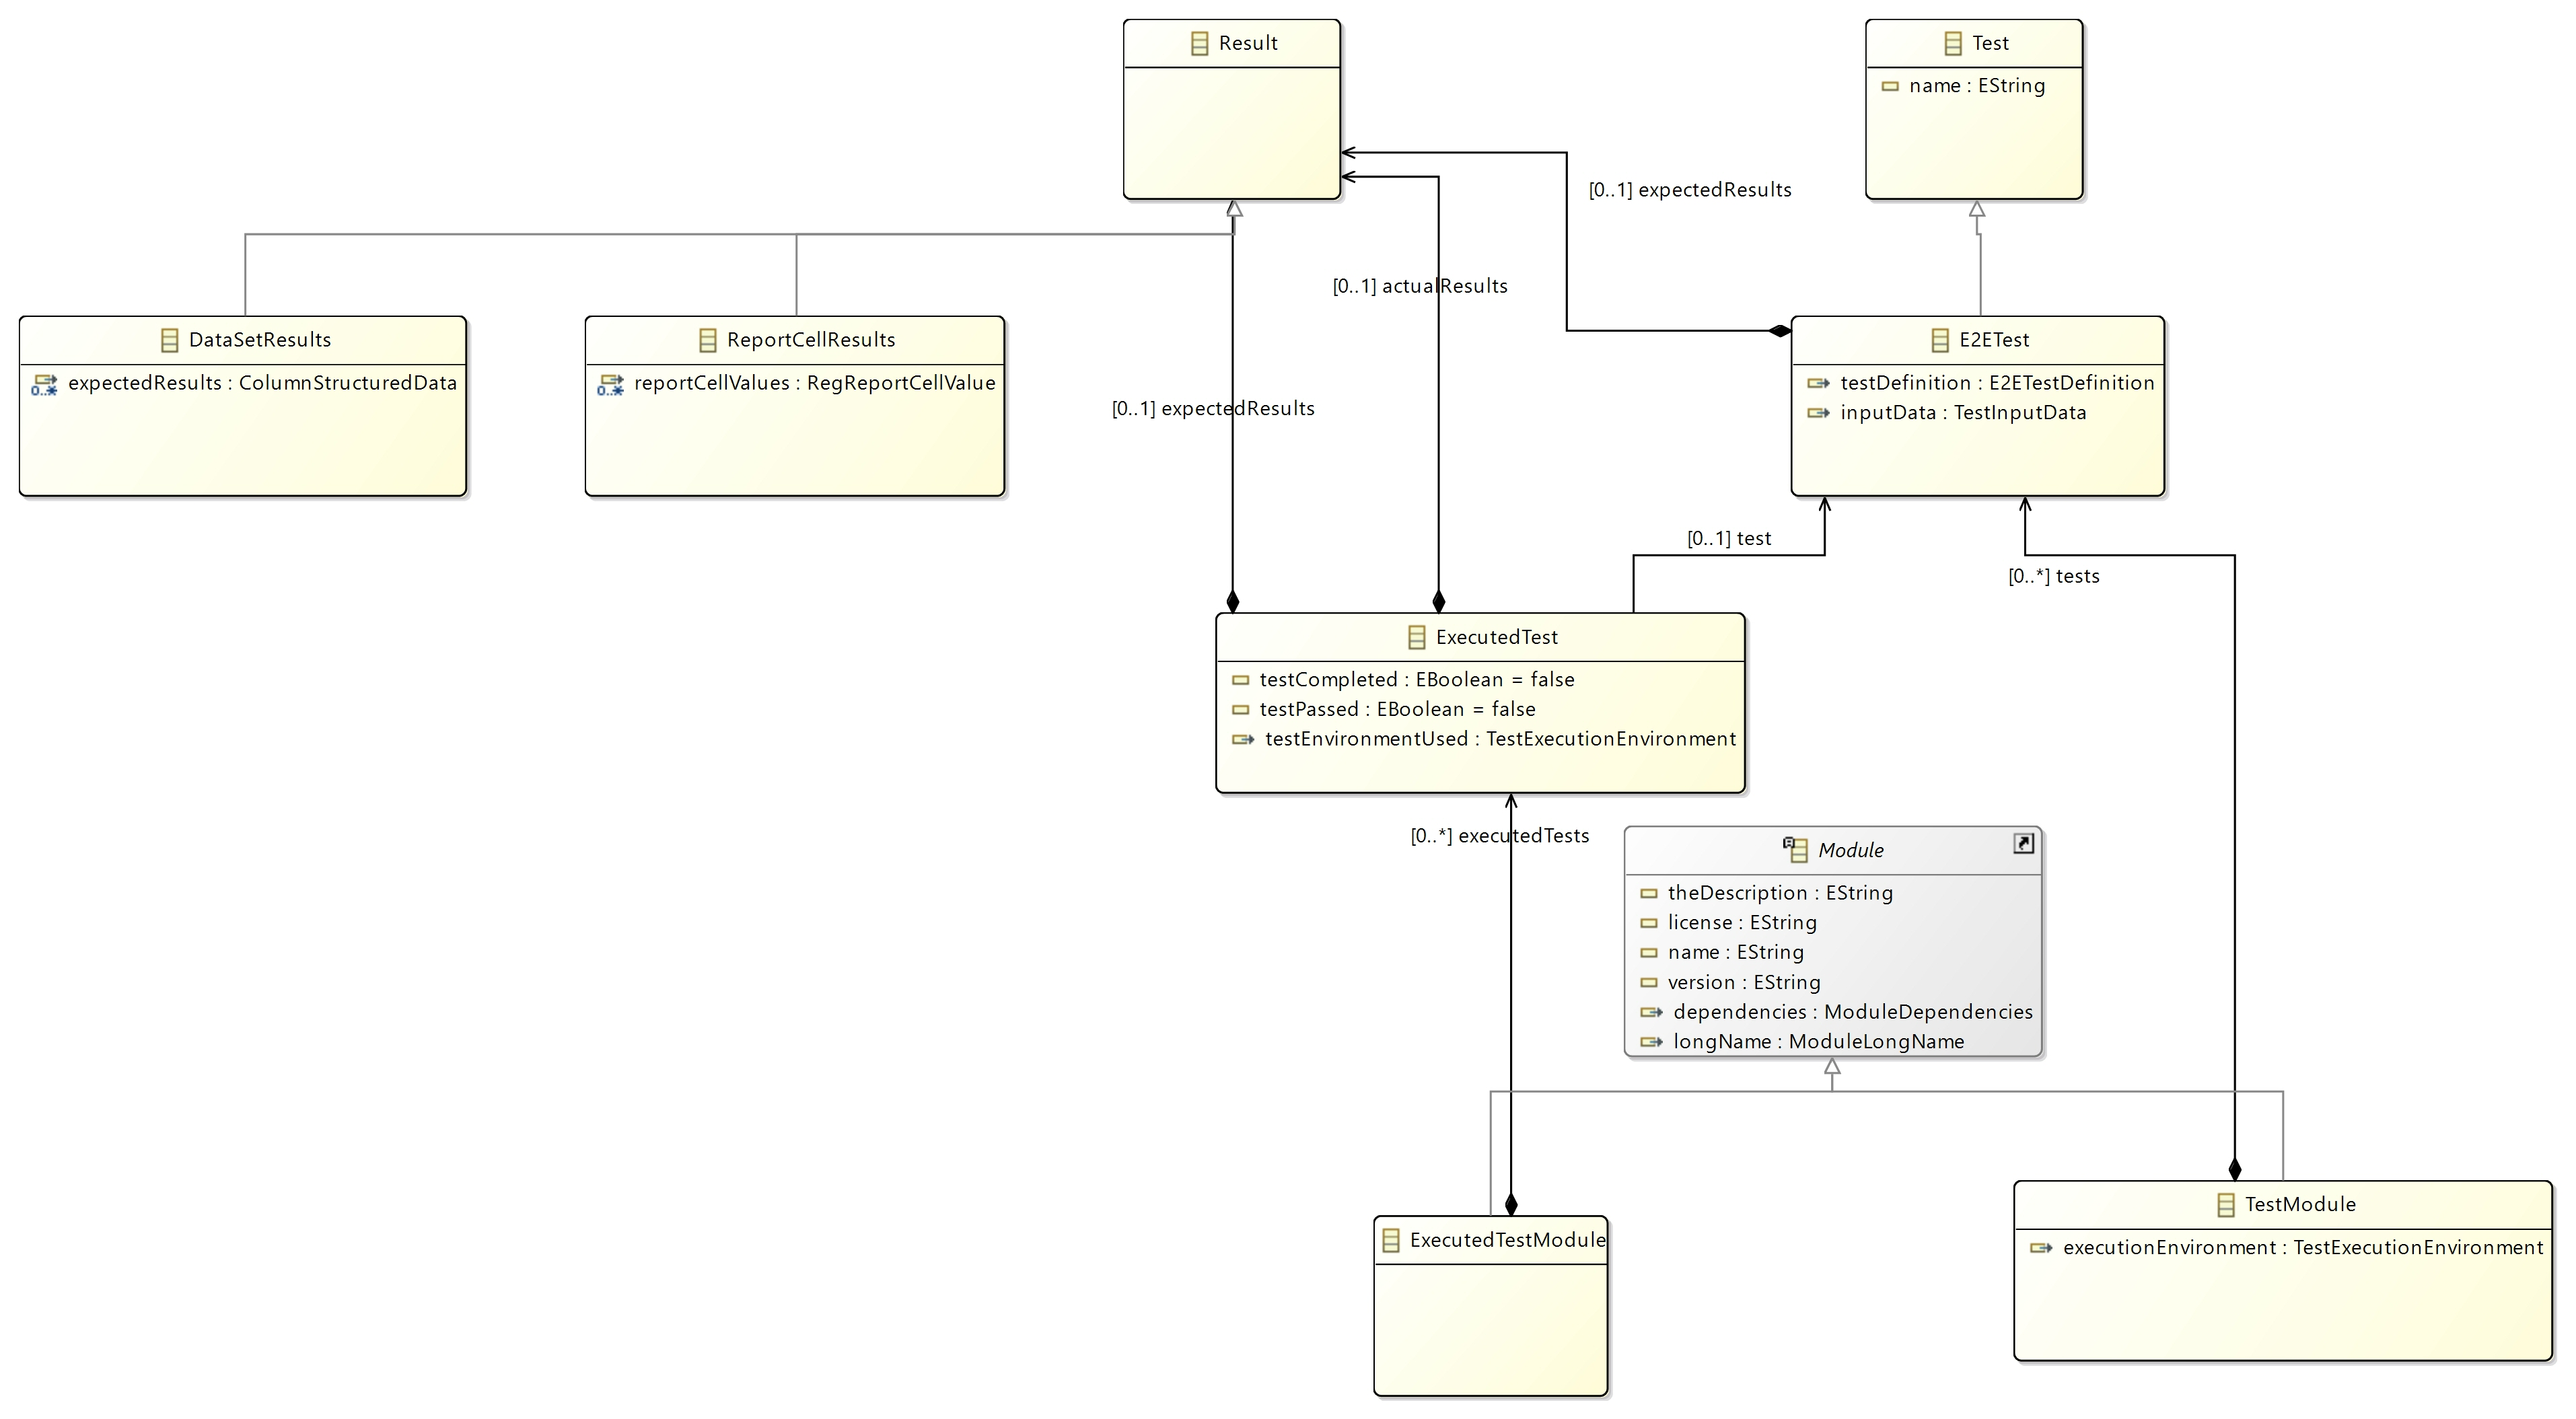 Result
Test
name : EString
[0..1] expectedResults
[0..1] actualResults
DataSetResults
expectedResults : ColumnStructuredData
0..*
ReportCellResults
reportCellValues : RegReportCellValue
0..*
E2ETest
testDefinition : E2ETestDefinition
inputData : TestInputData
[0..1] expectedResults
[0..1] test
[0..*] tests
ExecutedTest
testCompleted : EBoolean = false
testPassed : EBoolean = false
testEnvironmentUsed : TestExecutionEnvironment
[0..*] executedTests
Module
theDescription : EString
license : EString
name : EString
version : EString
dependencies : ModuleDependencies
longName : ModuleLongName
ExecutedTestModule
TestModule
executionEnvironment : TestExecutionEnvironment